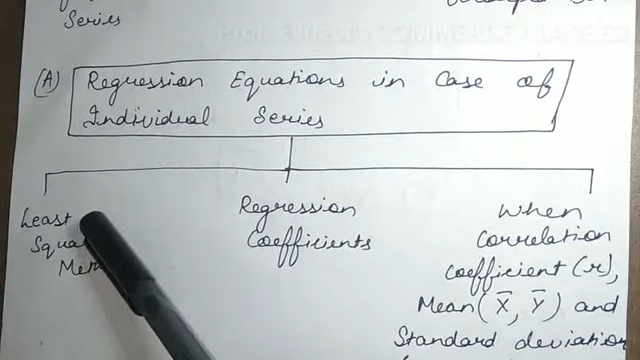 Series
(A) Regression Equations in Case of
Individual Series
Least
Regression
Coefficients
When
Correlation
Coefficient (r),
Mean (X̄, Ȳ) and
Standard deviation